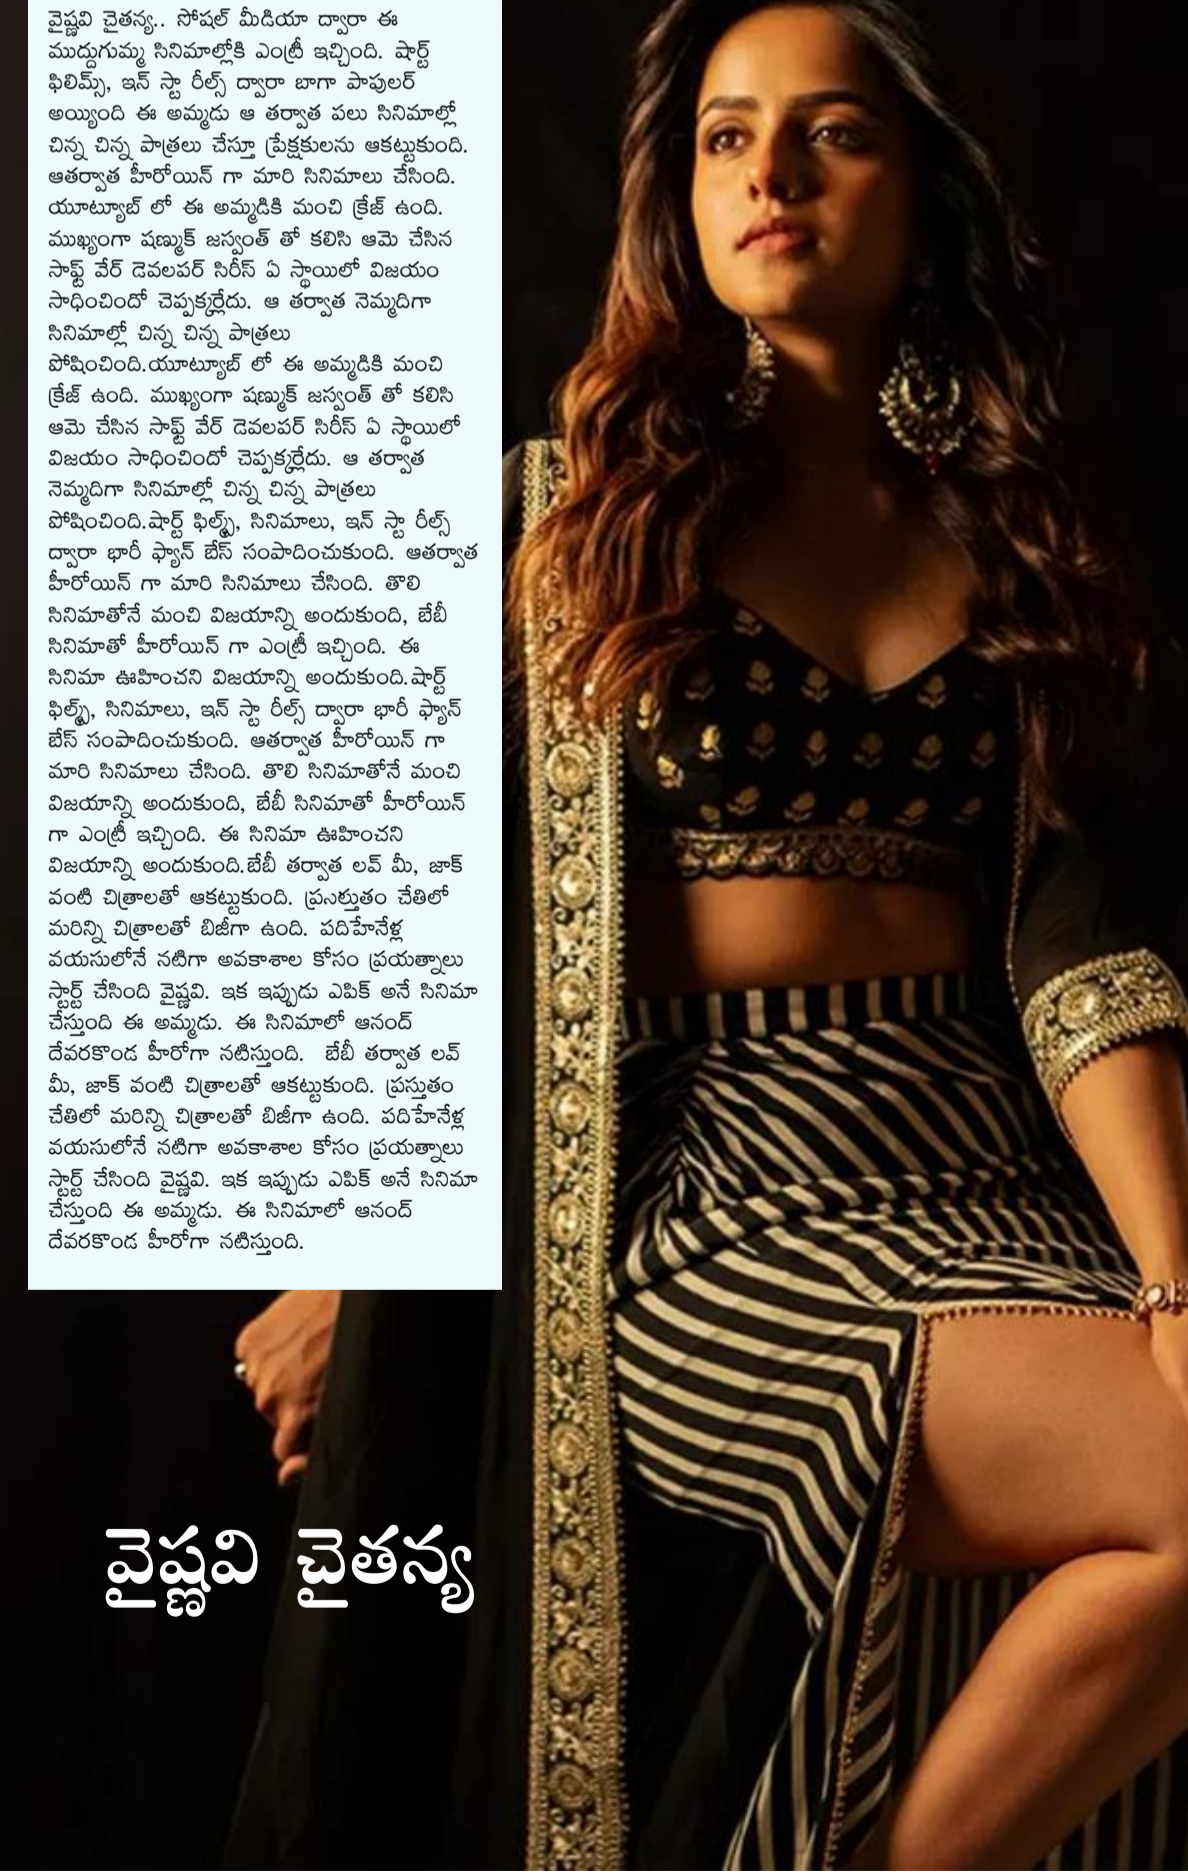 వైష్ణవి చైతన్య.. సోషల్ మీడియా ద్వారా ఈ
ముద్దుగుమ్మ సినిమాల్లోకి ఎంట్రీ ఇచ్చింది. షార్ట్
ఫిలిమ్స్, ఇన్ స్టా రీల్స్ ద్వారా బాగా పాపులర్
అయ్యింది ఈ అమ్మడు ఆ తర్వాత పలు సినిమాల్లో
చిన్న చిన్న పాత్రలు చేస్తూ ప్రేక్షకులను ఆకట్టుకుంది.
ఆతర్వాత హీరోయిన్ గా మారి సినిమాలు చేసింది.
యూట్యూబ్ లో ఈ అమ్మడికి మంచి క్రేజ్ ఉంది.
ముఖ్యంగా షణ్ముక్ జస్వంత్ తో కలిసి ఆమె చేసిన
సాఫ్ట్ వేర్ డెవలపర్ సిరీస్ ఏ స్థాయిలో విజయం
సాధించిందో చెప్పక్కర్లేదు. ఆ తర్వాత నెమ్మదిగా
సినిమాల్లో చిన్న చిన్న పాత్రలు
పోషించింది.యూట్యూబ్ లో ఈ అమ్మడికి మంచి
క్రేజ్ ఉంది. ముఖ్యంగా షణ్ముక్ జస్వంత్ తో కలిసి
ఆమె చేసిన సాఫ్ట్ వేర్ డెవలపర్ సిరీస్ ఏ స్థాయిలో
విజయం సాధించిందో చెప్పక్కర్లేదు. ఆ తర్వాత
నెమ్మదిగా సినిమాల్లో చిన్న చిన్న పాత్రలు
పోషించింది.షార్ట్ ఫిల్మ్స్, సినిమాలు, ఇన్ స్టా రీల్స్
ద్వారా భారీ ఫ్యాన్ బేస్ సంపాదించుకుంది. ఆతర్వాత
హీరోయిన్ గా మారి సినిమాలు చేసింది. తొలి
సినిమాతోనే మంచి విజయాన్ని అందుకుంది, బేబీ
సినిమాతో హీరోయిన్ గా ఎంట్రీ ఇచ్చింది. ఈ
సినిమా ఊహించని విజయాన్ని అందుకుంది.షార్ట్
ఫిల్మ్స్, సినిమాలు, ఇన్ స్టా రీల్స్ ద్వారా భారీ ఫ్యాన్
బేస్ సంపాదించుకుంది. ఆతర్వాత హీరోయిన్ గా
మారి సినిమాలు చేసింది. తొలి సినిమాతోనే మంచి
విజయాన్ని అందుకుంది, బేబీ సినిమాతో హీరోయిన్
గా ఎంట్రీ ఇచ్చింది. ఈ సినిమా ఊహించని
విజయాన్ని అందుకుంది.బేబీ తర్వాత లవ్ మీ, జాక్
వంటి చిత్రాలతో ఆకట్టుకుంది. చేతిలో
మరిన్ని చిత్రాలతో బిజీగా ఉంది. పదిహేనేళ్ల
వయసులోనే నటిగా అవకాశాల కోసం ప్రయత్నాలు
స్టార్ట్ చేసింది వైష్ణవి. ఇక ఇప్పుడు ఎపిక్ అనే సినిమా
చేస్తుంది ఈ అమ్మడు. ఈ సినిమాలో ఆనంద్
దేవరకొండ హీరోగా నటిస్తుంది. బేబీ తర్వాత లవ్
మీ, జాక్ వంటి చిత్రాలతో ఆకట్టుకుంది. ప్రస్తుతం
చేతిలో మరిన్ని చిత్రాలతో బిజీగా ఉంది. పదిహేనేళ్ల
వయసులోనే నటిగా అవకాశాల కోసం ప్రయత్నాలు
స్టార్ట్ చేసింది వైష్ణవి. ఇక ఇప్పుడు ఎపిక్ అనే సినిమా
చేస్తుంది ఈ అమ్మడు. ఈ సినిమాలో ఆనంద్
దేవరకొండ హీరోగా నటిస్తుంది.
వైష్ణవి చైతన్య